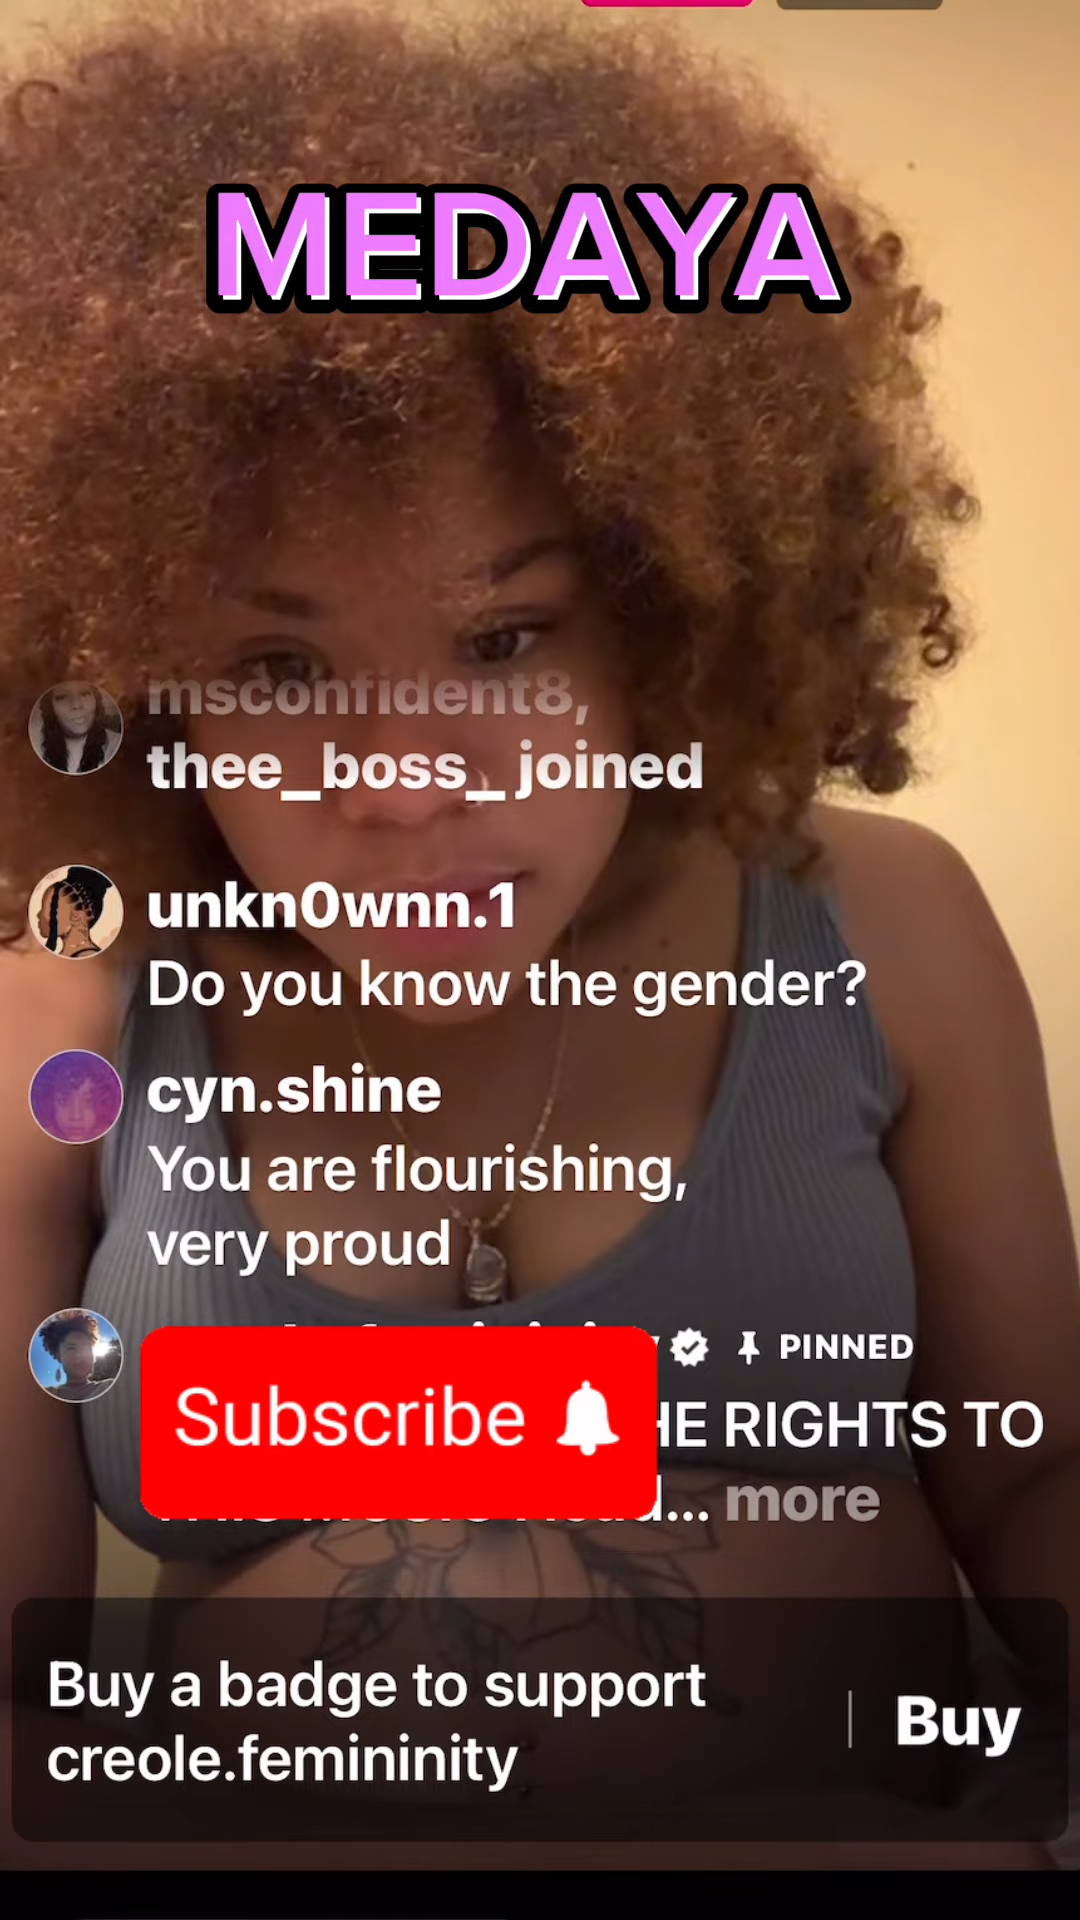 MEDAYA
msconfident8,
thee_boss_ joined
unkn0wnn.1
Do you know the gender?
cyn.shine
You are flourishing,
very proud
PINNED
Subscribe
RIGHTS TO
... more
Buy a badge to support
creole.femininity
Buy